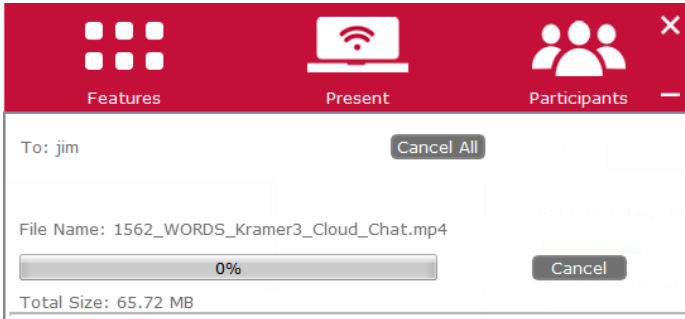 Features Present Participants
To: jim Cancel All
File Name: 1562_WORDS_Kramer3_Cloud_Chat.mp4
0% Cancel
Total Size: 65.72 MB